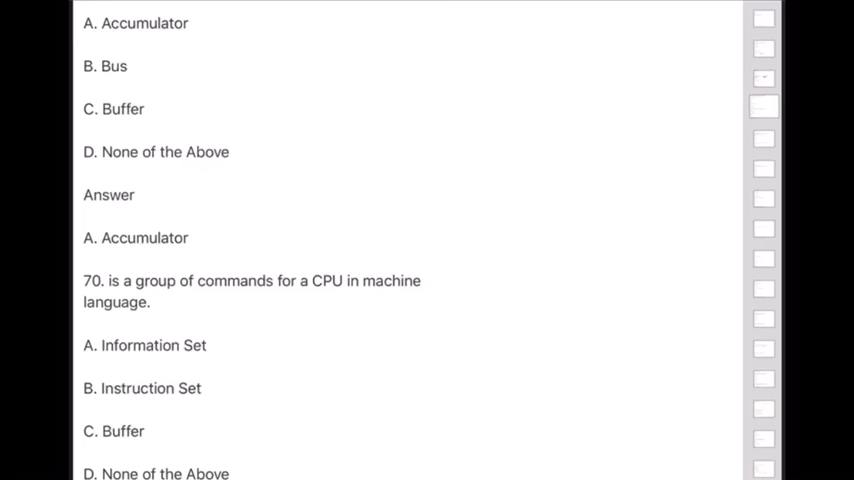 A. Accumulator
B. Bus
C. Buffer
D. None of the Above
Answer
A. Accumulator
70. is a group of commands for a CPU in machine
language.
A. Information Set
B. Instruction Set
C. Buffer
D. None of the Above